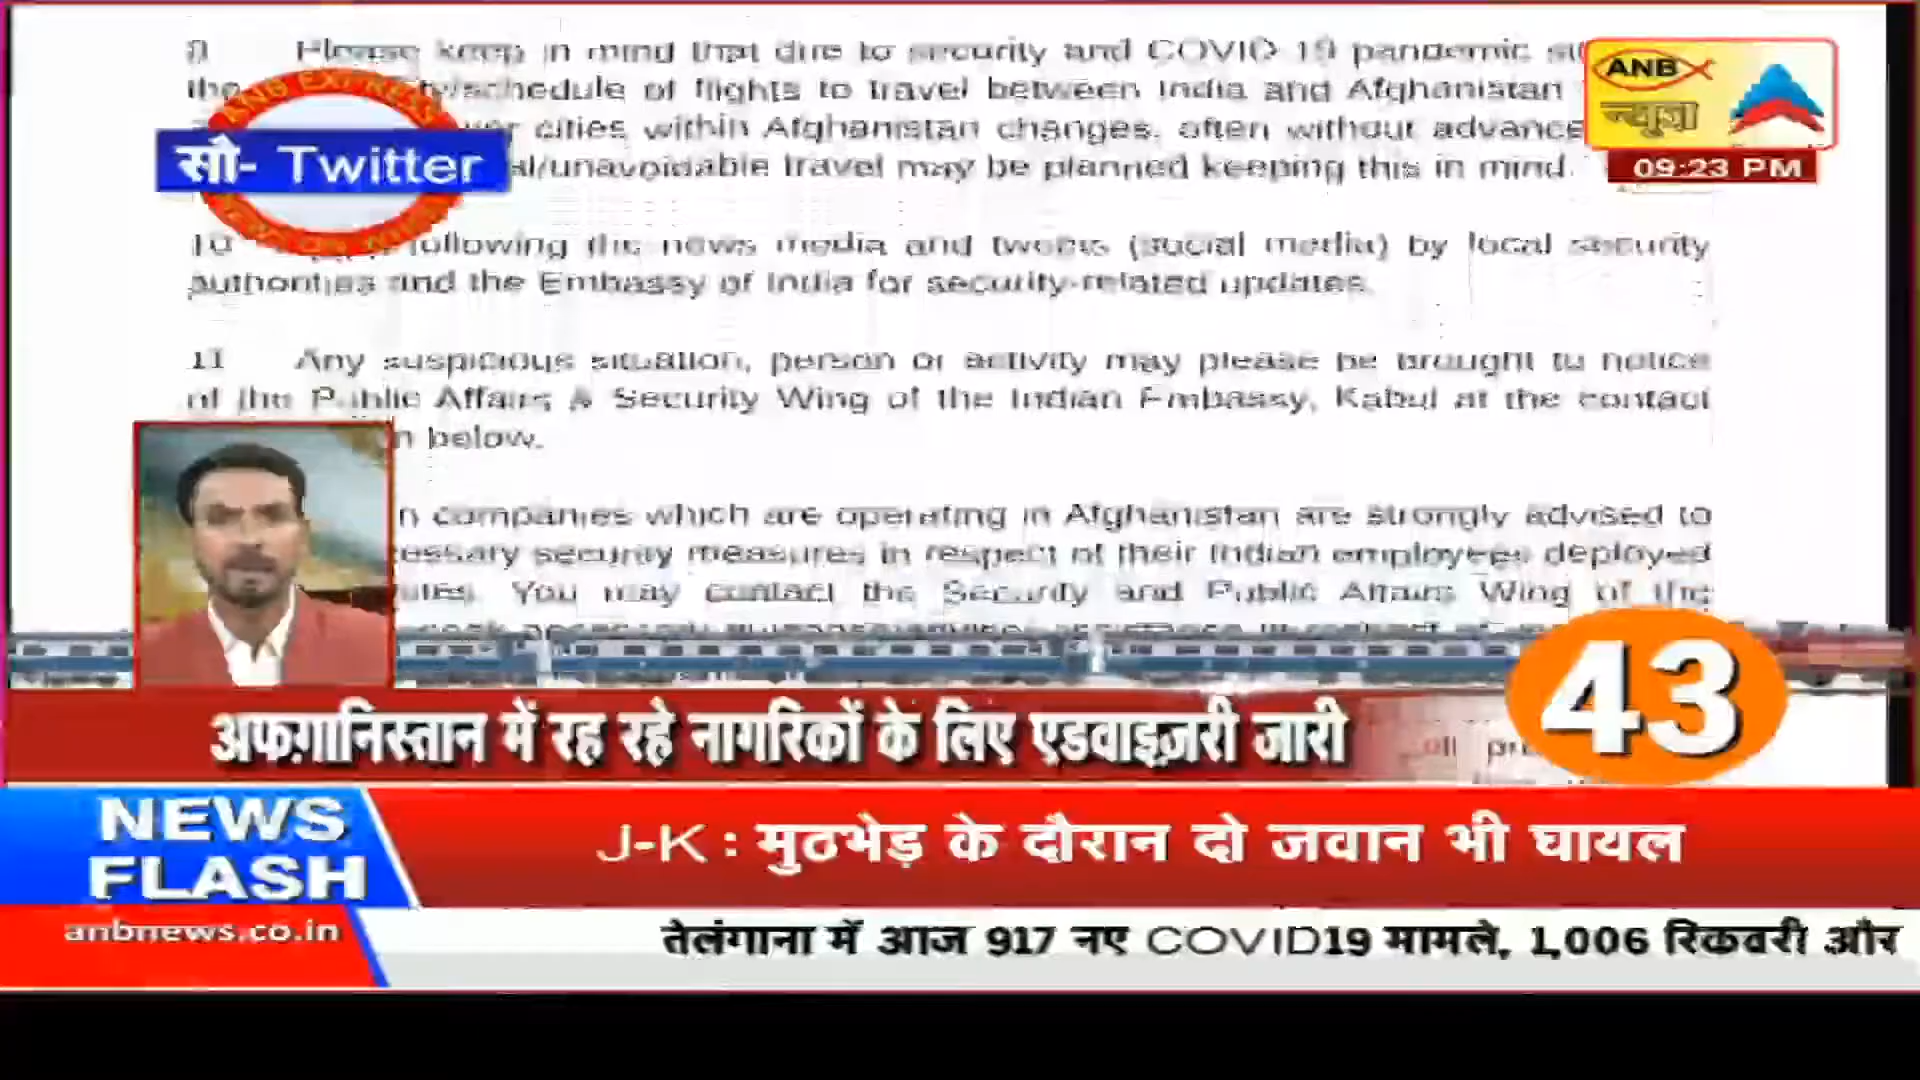 9 Please keep in mind that due to security and COVID 19 pandemic
the schedule of flights to travel between India and Afghanistan
cities within Afghanistan changes, often without advance
unavoidable travel may be planned keeping this in mind.
10 following the news media and tweets (social media) by local security
authorities and the Embassy of India for security-related updates.
11 Any suspicious situation, person or activity may please be brought to notice
of the Public Affairs & Security Wing of the Indian Embassy, Kabul at the contact
below.
companies which are operating in Afghanistan are strongly advised to
security measures in respect of their Indian employees deployed
You may contact the Security and Public Affairs Wing of the
ANB EXPRESS
सौ- Twitter
ANB
न्यूज़
09:23 PM
43
अफग़ानिस्तान में रह रहे नागरिकों के लिए एडवाइज़री जारी
NEWS
FLASH
J-K : मुठभेड़ के दौरान दो जवान भी घायल
anbnews.co.in
तेलंगाना में आज 917 नए COVID19 मामले, 1,006 रिकवरी और